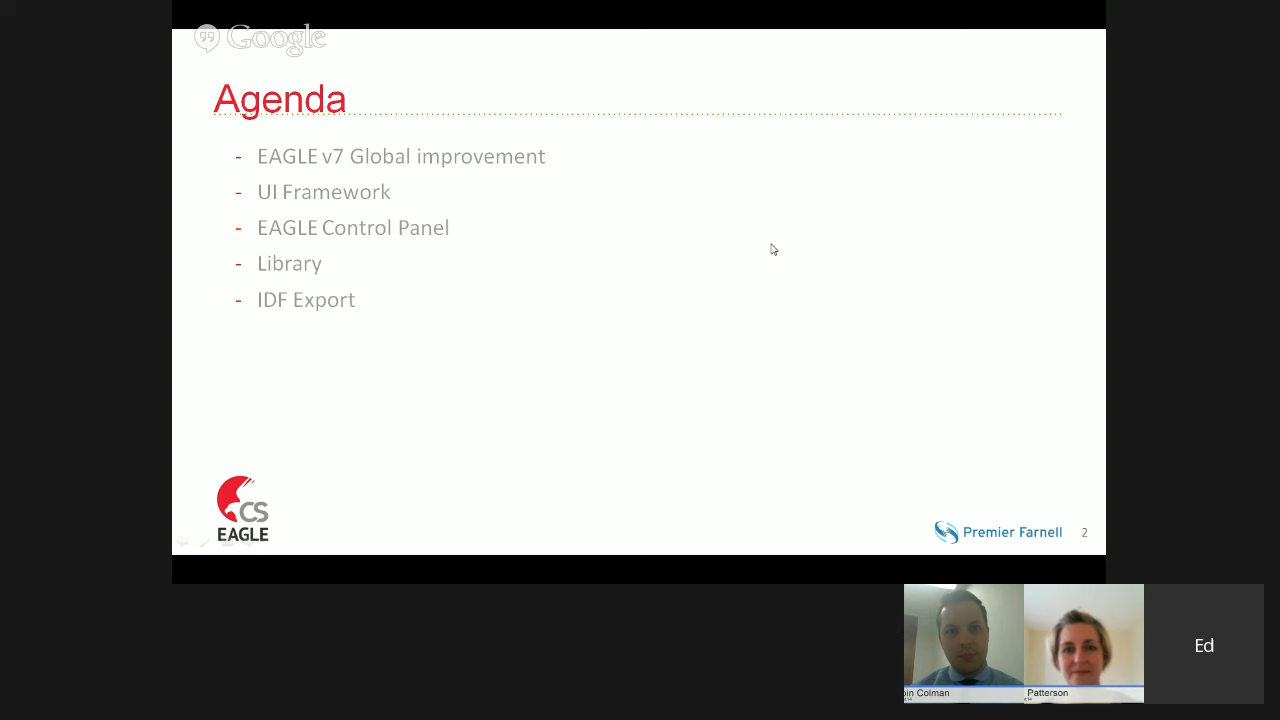 Google
Agenda
- EAGLE v7 Global improvement
- UI Framework
- EAGLE Control Panel
- Library
- IDF Export
CS
EAGLE
Premier Farnell 2
Ed
Colman
Patterson